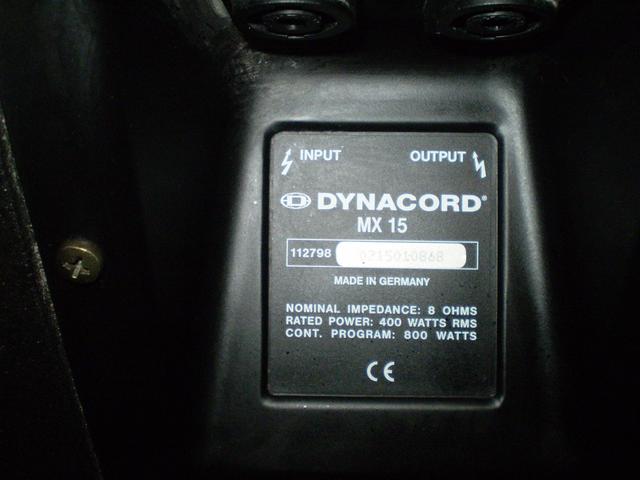 INPUT OUTPUT
DYNACORD®
MX 15
112798 0215010868
MADE IN GERMANY
NOMINAL IMPEDANCE: 8 OHMS
RATED POWER: 400 WATTS RMS
CONT. PROGRAM: 800 WATTS
CE